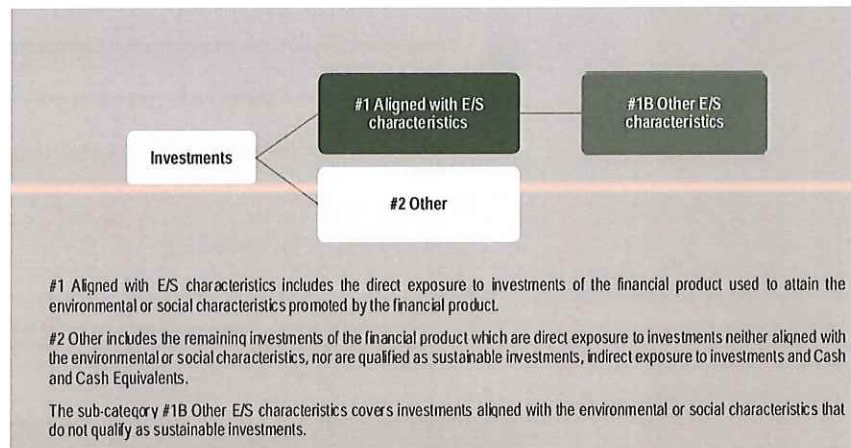 #1 Aligned with E/S
characteristics
#1B Other E/S
characteristics
Investments
#2 Other
#1 Aligned with E/S characteristics includes the direct exposure to investments of the financial product used to attain the
environmental or social characteristics promoted by the financial product.
#2 Other includes the remaining investments of the financial product which are direct exposure to investments neither aligned with
the environmental or social characteristics, nor are qualified as sustainable investments, indirect exposure to investments and Cash
and Cash Equivalents.
The sub-category #1B Other E/S characteristics covers investments aligned with the environmental or social characteristics that
do not qualify as sustainable investments.